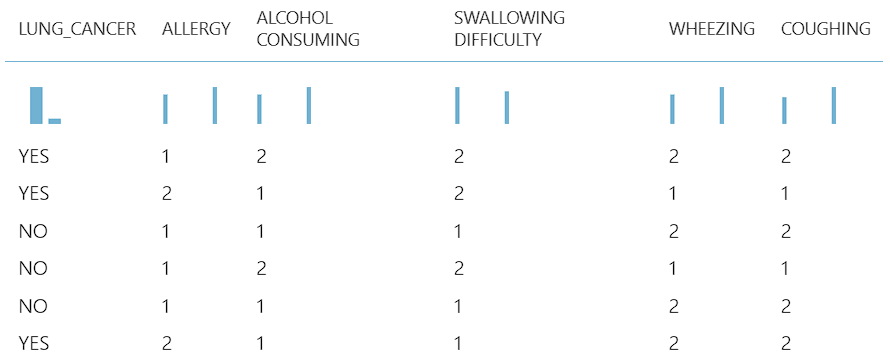 LUNG_CANCER ALLERGY ALCOHOL CONSUMING SWALLOWING DIFFICULTY WHEEZING COUGHING
YES 1 2 2 2 2
YES 2 1 2 1 1
NO 1 1 1 2 2
NO 1 2 2 1 1
NO 1 1 1 2 2
YES 2 1 1 2 2